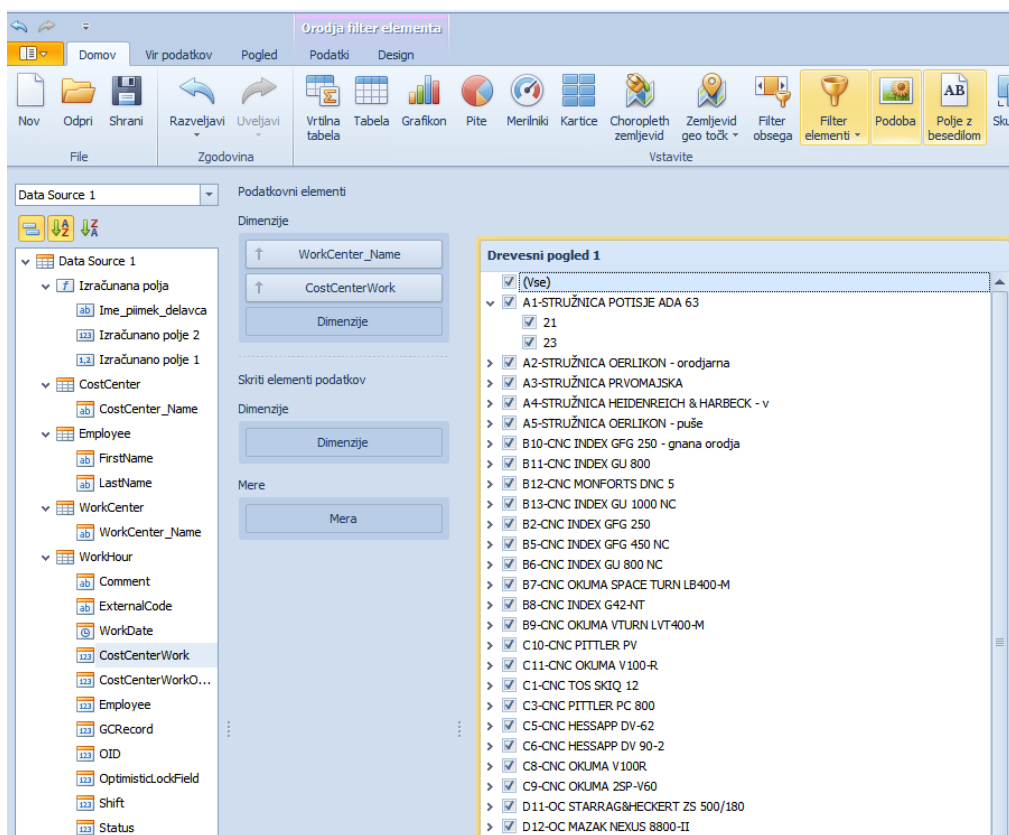 Orodja filter elementa
Domov Vir podatkov Pogled Podatki Design
Nov Odpri Shrani Razveljavi Uveljavi Vrtilna tabela Tabela Grafikon Pite Merilniki Kartice Choropleth zemljevid Zemljevid geo točk Filter obsega Filter elementi Podoba AB Polje z besedilom
File Zgodovina Vstavite
Data Source 1
Data Source 1
Izračunana polja
Ime_piimek_delavca
Izračunano polje 2
Izračunano polje 1
CostCenter
CostCenter_Name
Employee
FirstName
LastName
WorkCenter
WorkCenter_Name
WorkHour
Comment
ExternalCode
WorkDate
CostCenterWork
CostCenterWorkO...
Employee
GCRecord
OID
OptimisticLockField
Shift
Status
Podatkovni elementi
Dimenzije
WorkCenter_Name
CostCenterWork
Dimenzije
Skriti elementi podatkov
Dimenzije
Dimenzije
Mere
Mera
Drevesni pogled 1
(Vse)
A1-STRUŽNICA POTISJE ADA 63
21
23
A2-STRUŽNICA OERLIKON - orodjarna
A3-STRUŽNICA PRVOMAJSKA
A4-STRUŽNICA HEIDENREICH & HARBECK - v
A5-STRUŽNICA OERLIKON - puše
B10-CNC INDEX GFG 250 - gnana orodja
B11-CNC INDEX GU 800
B12-CNC MONFORTS DNC 5
B13-CNC INDEX GU 1000 NC
B2-CNC INDEX GFG 250
B5-CNC INDEX GFG 450 NC
B6-CNC INDEX GU 800 NC
B7-CNC OKUMA SPACE TURN LB400-M
B8-CNC INDEX G42-NT
B9-CNC OKUMA VTURN LVT400-M
C10-CNC PITTLER PV
C11-CNC OKUMA V100-R
C1-CNC TOS SKIQ 12
C3-CNC PITTLER PC 800
C5-CNC HESSAPP DV-62
C6-CNC HESSAPP DV 90-2
C8-CNC OKUMA V100R
C9-CNC OKUMA 2SP-V60
D11-OC STARRAG&HECKERT ZS 500/180
D12-OC MAZAK NEXUS 8800-II